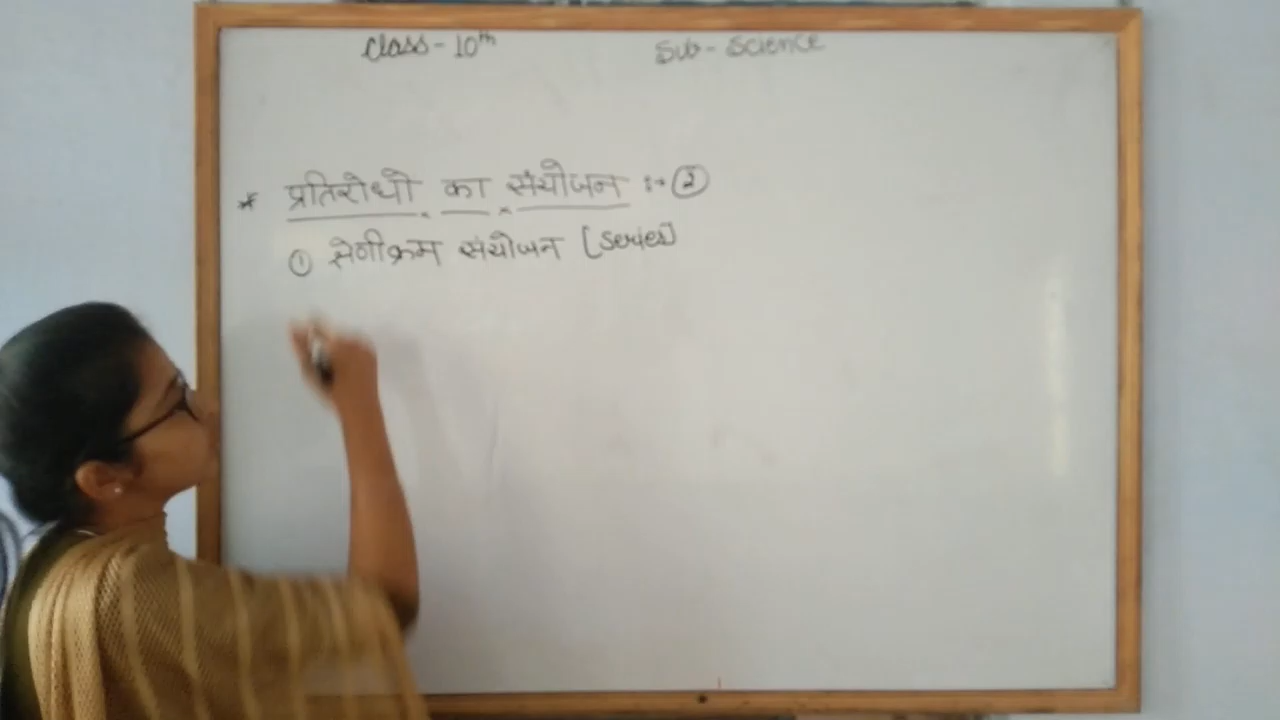 Class - 10th Sub - Science
* प्रतिरोधो का संयोजन :- ②
① स्रेणीक्रम संयोजन [series]